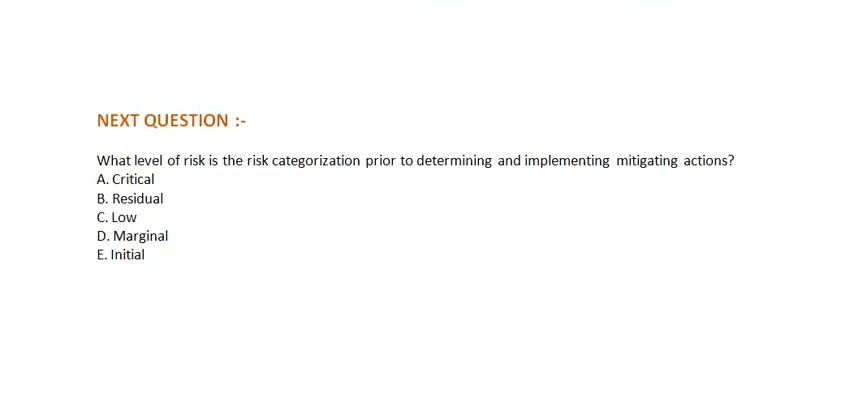 NEXT QUESTION :-
What level of risk is the risk categorization prior to determining and implementing mitigating actions?
A. Critical
B. Residual
C. Low
D. Marginal
E. Initial